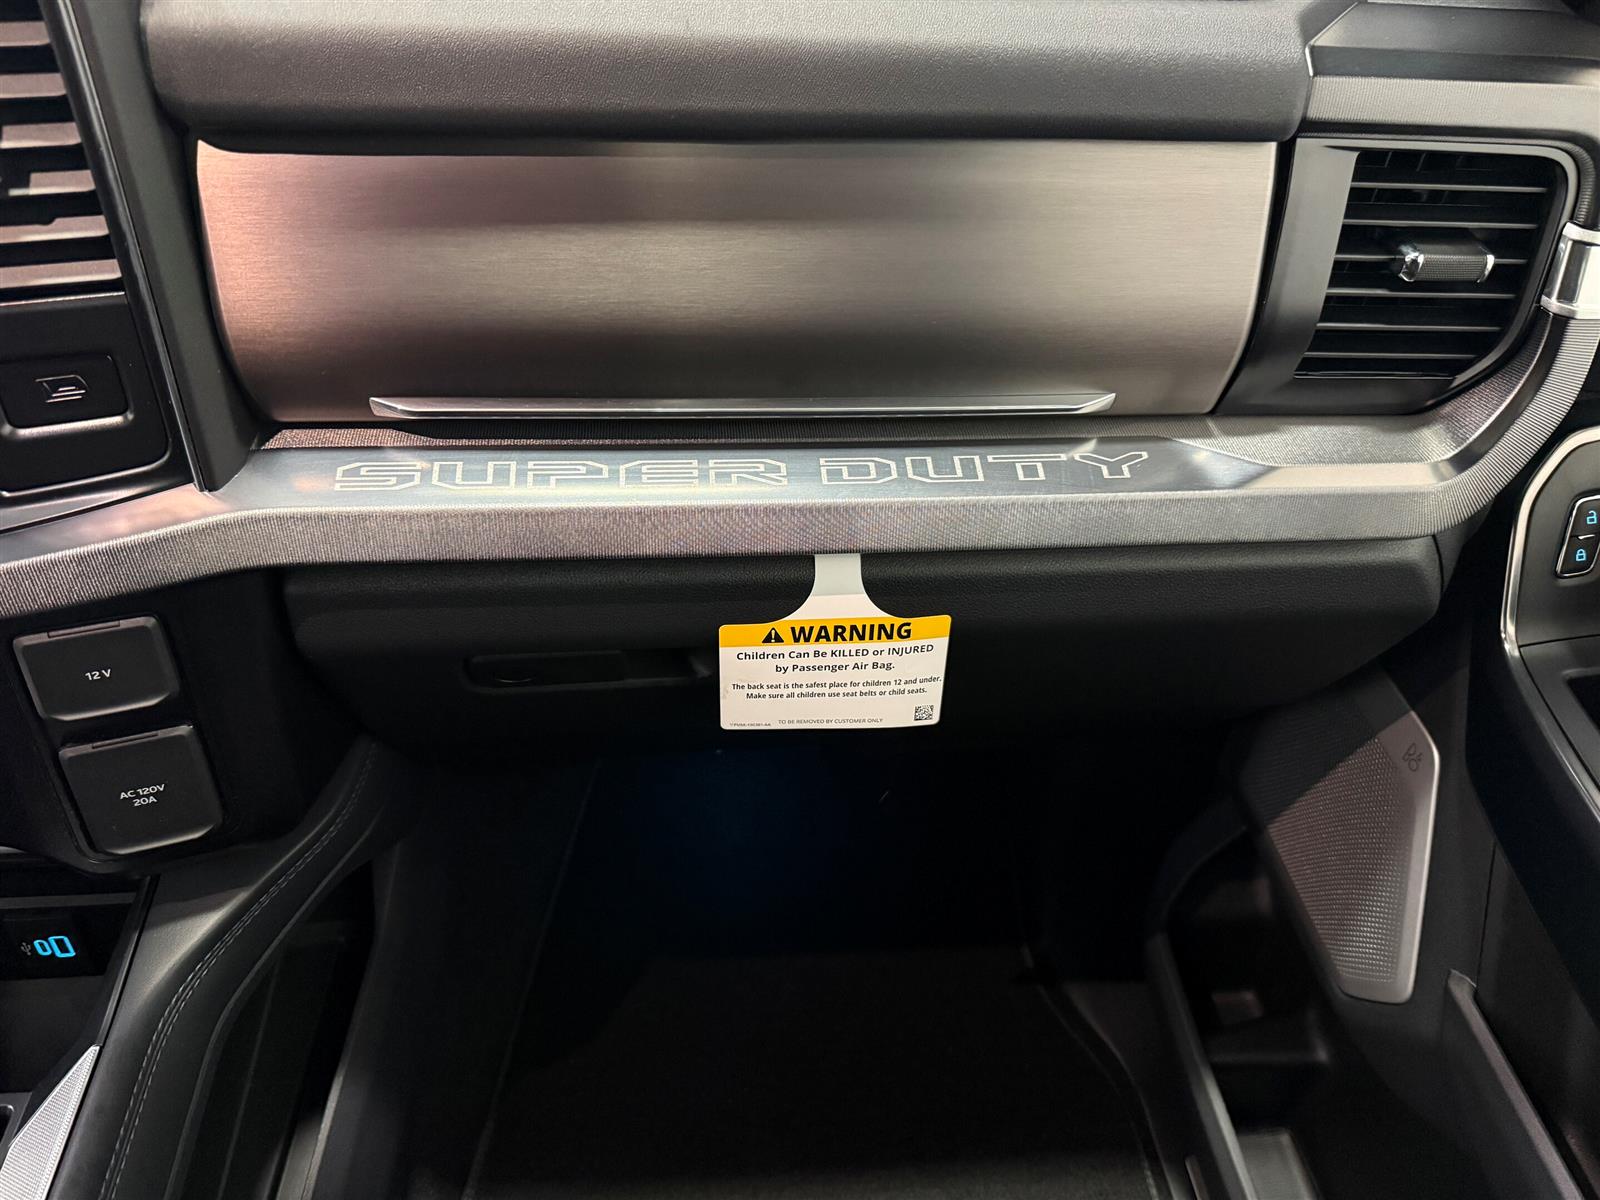 SUPER DUTY
12 V
AC 120V
20A
WARNING
Children Can Be KILLED or INJURED
by Passenger Air Bag.
The back seat is the safest place for children 12 and under.
Make sure all children use seat belts or child seats.
TO BE REMOVED BY CUSTOMER ONLY